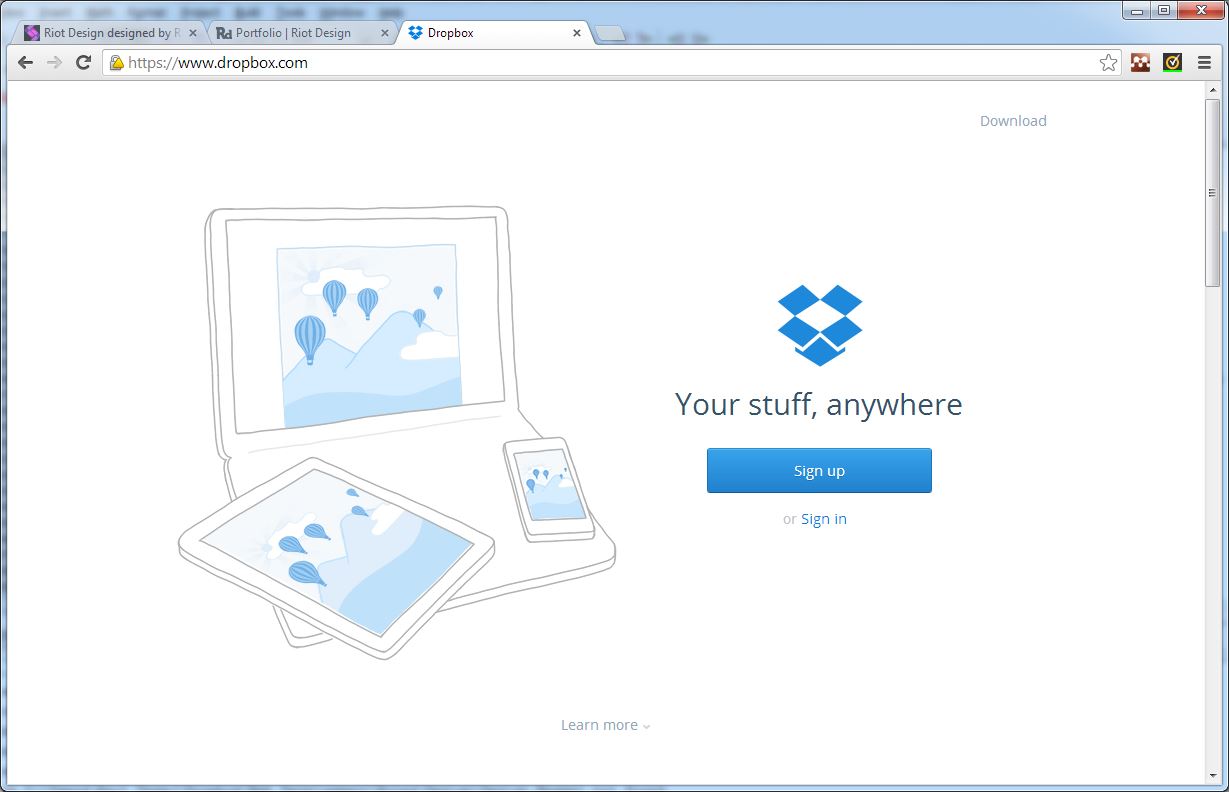 Riot Design designed by R
Portfolio | Riot Design
Dropbox
https://www.dropbox.com
Download
Your stuff, anywhere
Sign up
or Sign in
Learn more